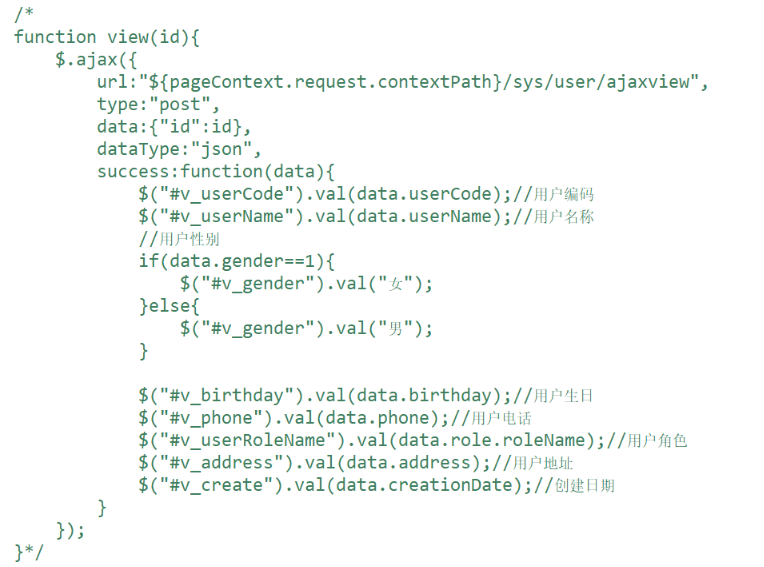 /*
function view(id){
    $.ajax({
        url:"${pageContext.request.contextPath}/sys/user/ajaxview",
        type:"post",
        data:{"id":id},
        dataType:"json",
        success:function(data){
            $("#v_userCode").val(data.userCode);//用户编码
            $("#v_userName").val(data.userName);//用户名称
            //用户性别
            if(data.gender==1){
                $("#v_gender").val("女");
            }else{
                $("#v_gender").val("男");
            }

            $("#v_birthday").val(data.birthday);//用户生日
            $("#v_phone").val(data.phone);//用户电话
            $("#v_userRoleName").val(data.role.roleName);//用户角色
            $("#v_address").val(data.address);//用户地址
            $("#v_create").val(data.creationDate);//创建日期
        }
    });
}*/